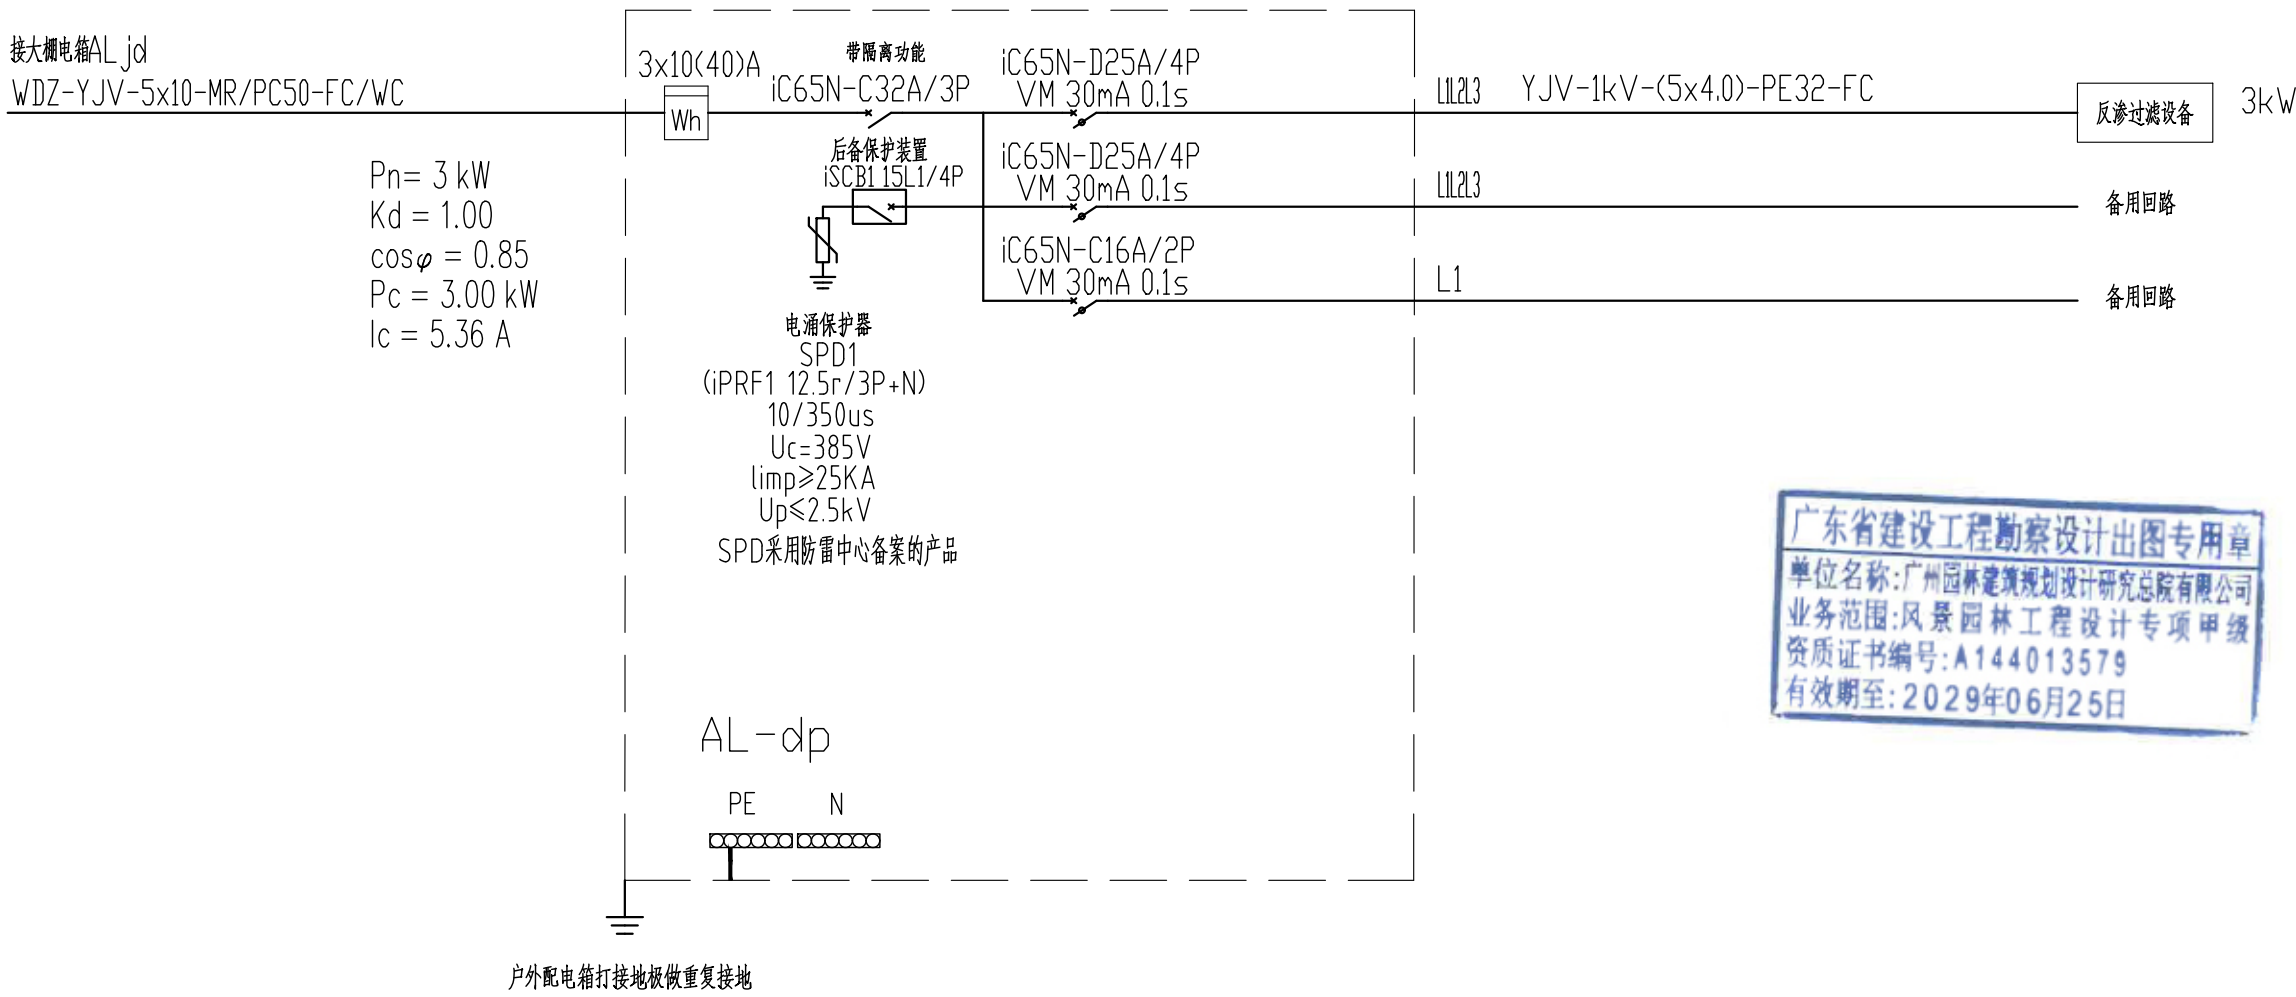 接大棚电箱ALjd
WDZ-YJV-5x10-MR/PC50-FC/WC
Pn= 3 kW
Kd = 1.00
cosφ = 0.85
Pc = 3.00 kW
Ic = 5.36 A
3x10(40)A
Wh
带隔离功能
iC65N-C32A/3P
后备保护装置
iSCB1 15L1/4P
电涌保护器
SPD1
(iPRF1 12.5r/3P+N)
10/350us
Uc=385V
limp≥25KA
Up≤2.5kV
SPD采用防雷中心备案的产品
iC65N-D25A/4P
VM 30mA 0.1s
L1L2L3
YJV-1kV-(5x4.0)-PE32-FC
反渗过滤设备
3kW
iC65N-D25A/4P
VM 30mA 0.1s
L1L2L3
备用回路
iC65N-C16A/2P
VM 30mA 0.1s
L1
备用回路
AL-dp
PE
N
户外配电箱打接地极做重复接地
广东省建设工程勘察设计出图专用章
单位名称:广州园林建筑规划设计研究总院有限公司
业务范围:风景园林工程设计专项甲级
资质证书编号:A144013579
有效期至:2029年06月25日